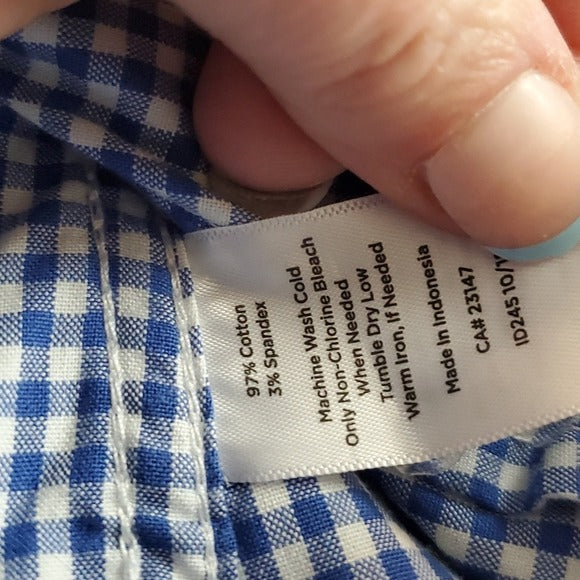 97% Cotton
3% Spandex
Machine Wash Cold
Only Non-Chlorine Bleach
When Needed
Tumble Dry Low
Warm Iron, If Needed
Made In Indonesia
CA# 23147
ID245